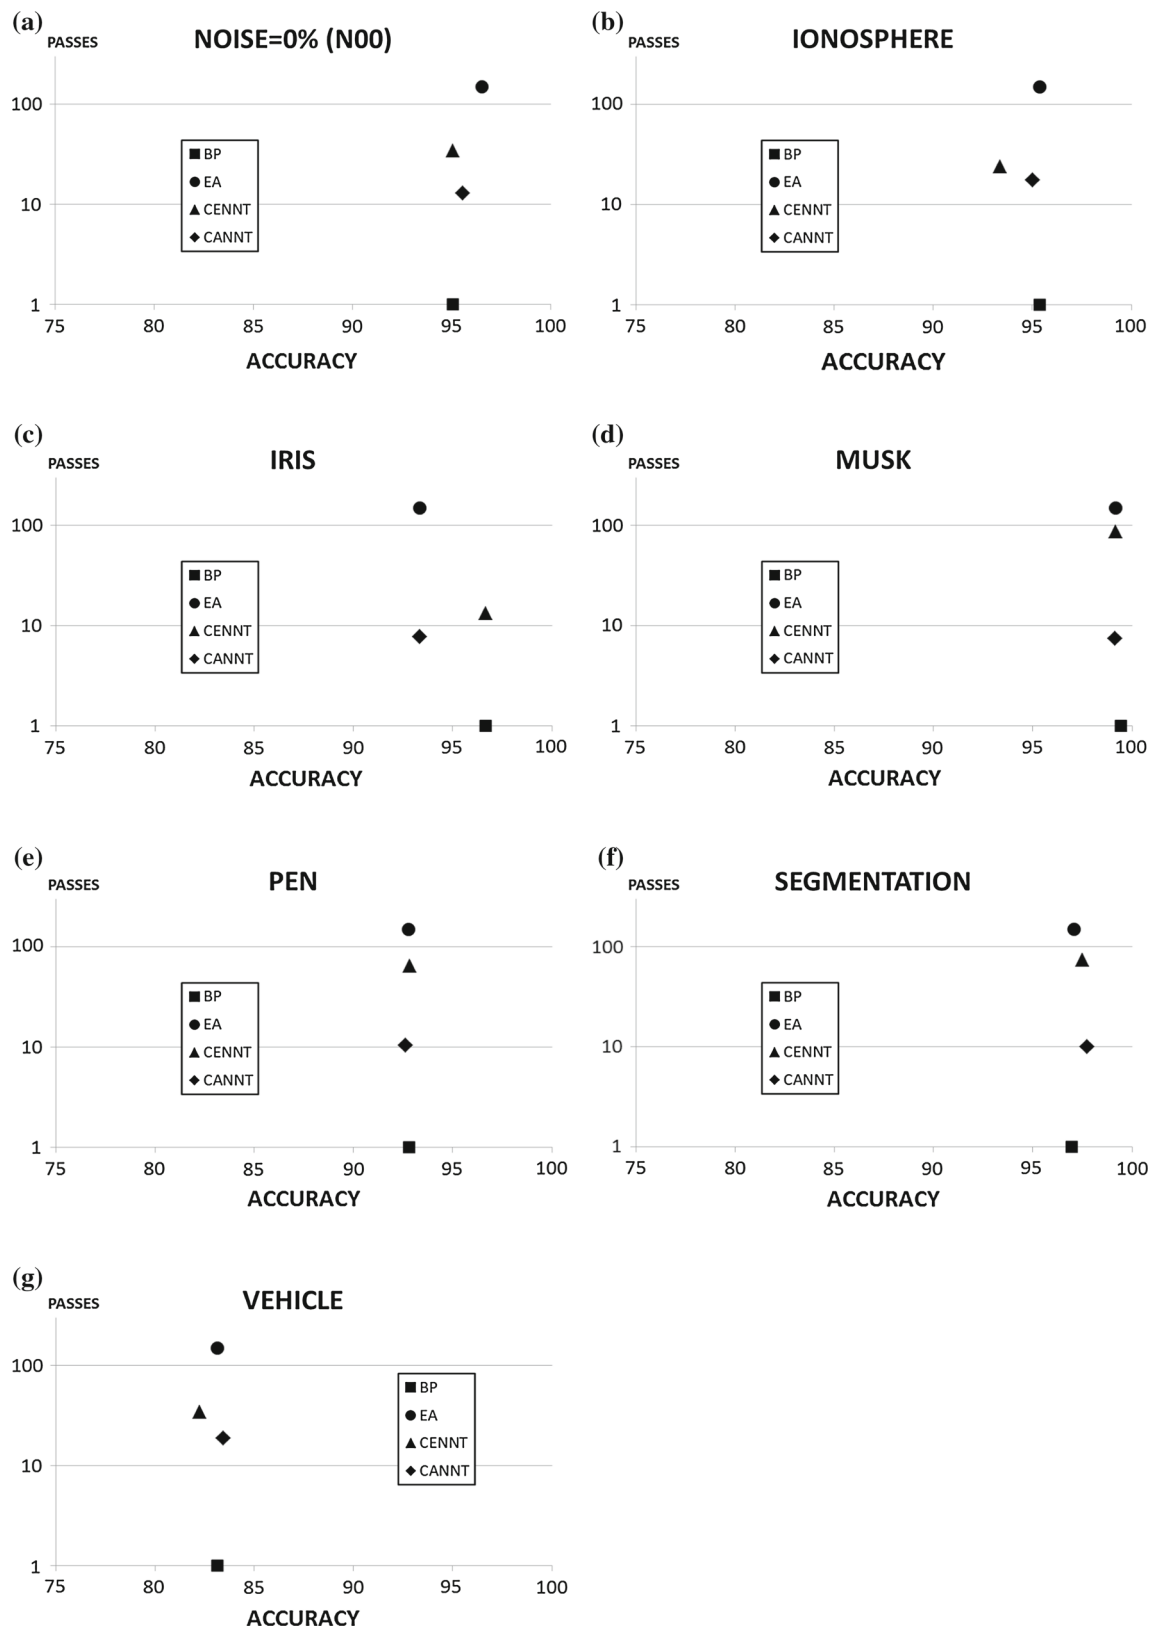 (a)
NOISE=0% (N00)
PASSES
100
10
1
BP
EA
CENNT
CANNT
75 80 85 90 95 100
ACCURACY
(b)
IONOSPHERE
PASSES
100
10
1
BP
EA
CENNT
CANNT
75 80 85 90 95 100
ACCURACY
(c)
IRIS
PASSES
100
10
1
BP
EA
CENNT
CANNT
75 80 85 90 95 100
ACCURACY
(d)
MUSK
PASSES
100
10
1
BP
EA
CENNT
CANNT
75 80 85 90 95 100
ACCURACY
(e)
PEN
PASSES
100
10
1
BP
EA
CENNT
CANNT
75 80 85 90 95 100
ACCURACY
(f)
SEGMENTATION
PASSES
100
10
1
BP
EA
CENNT
CANNT
75 80 85 90 95 100
ACCURACY
(g)
VEHICLE
PASSES
100
10
1
BP
EA
CENNT
CANNT
75 80 85 90 95 100
ACCURACY